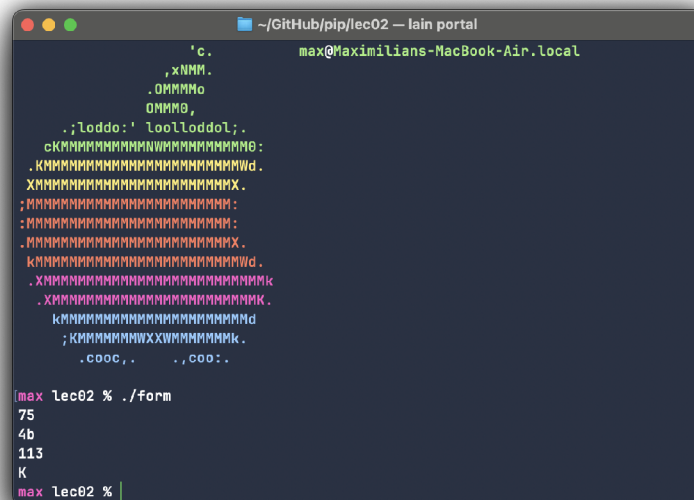 ~/GitHub/pip/lec02 — lain portal
                    'c.          max@Maximilians-MacBook-Air.local
                 ,xNMM.
               .OMMMMo
               OMMM0,
     .;loddo:' loolloddol;.
   cKMMMMMMMMMMNWMMMMMMMMMM0:
 .KMMMMMMMMMMMMMMMMMMMMMMMWd.
 XMMMMMMMMMMMMMMMMMMMMMMMX.
;MMMMMMMMMMMMMMMMMMMMMMMM:
:MMMMMMMMMMMMMMMMMMMMMMMM:
.MMMMMMMMMMMMMMMMMMMMMMMMX.
 kMMMMMMMMMMMMMMMMMMMMMMMMWd.
 .XMMMMMMMMMMMMMMMMMMMMMMMMMMk
  .XMMMMMMMMMMMMMMMMMMMMMMMMK.
    kMMMMMMMMMMMMMMMMMMMMMMd
     ;KMMMMMMMWXXWMMMMMMMk.
       .cooc,.    .,coo:.
[max lec02 % ./form
75
4b
113
K
max lec02 %